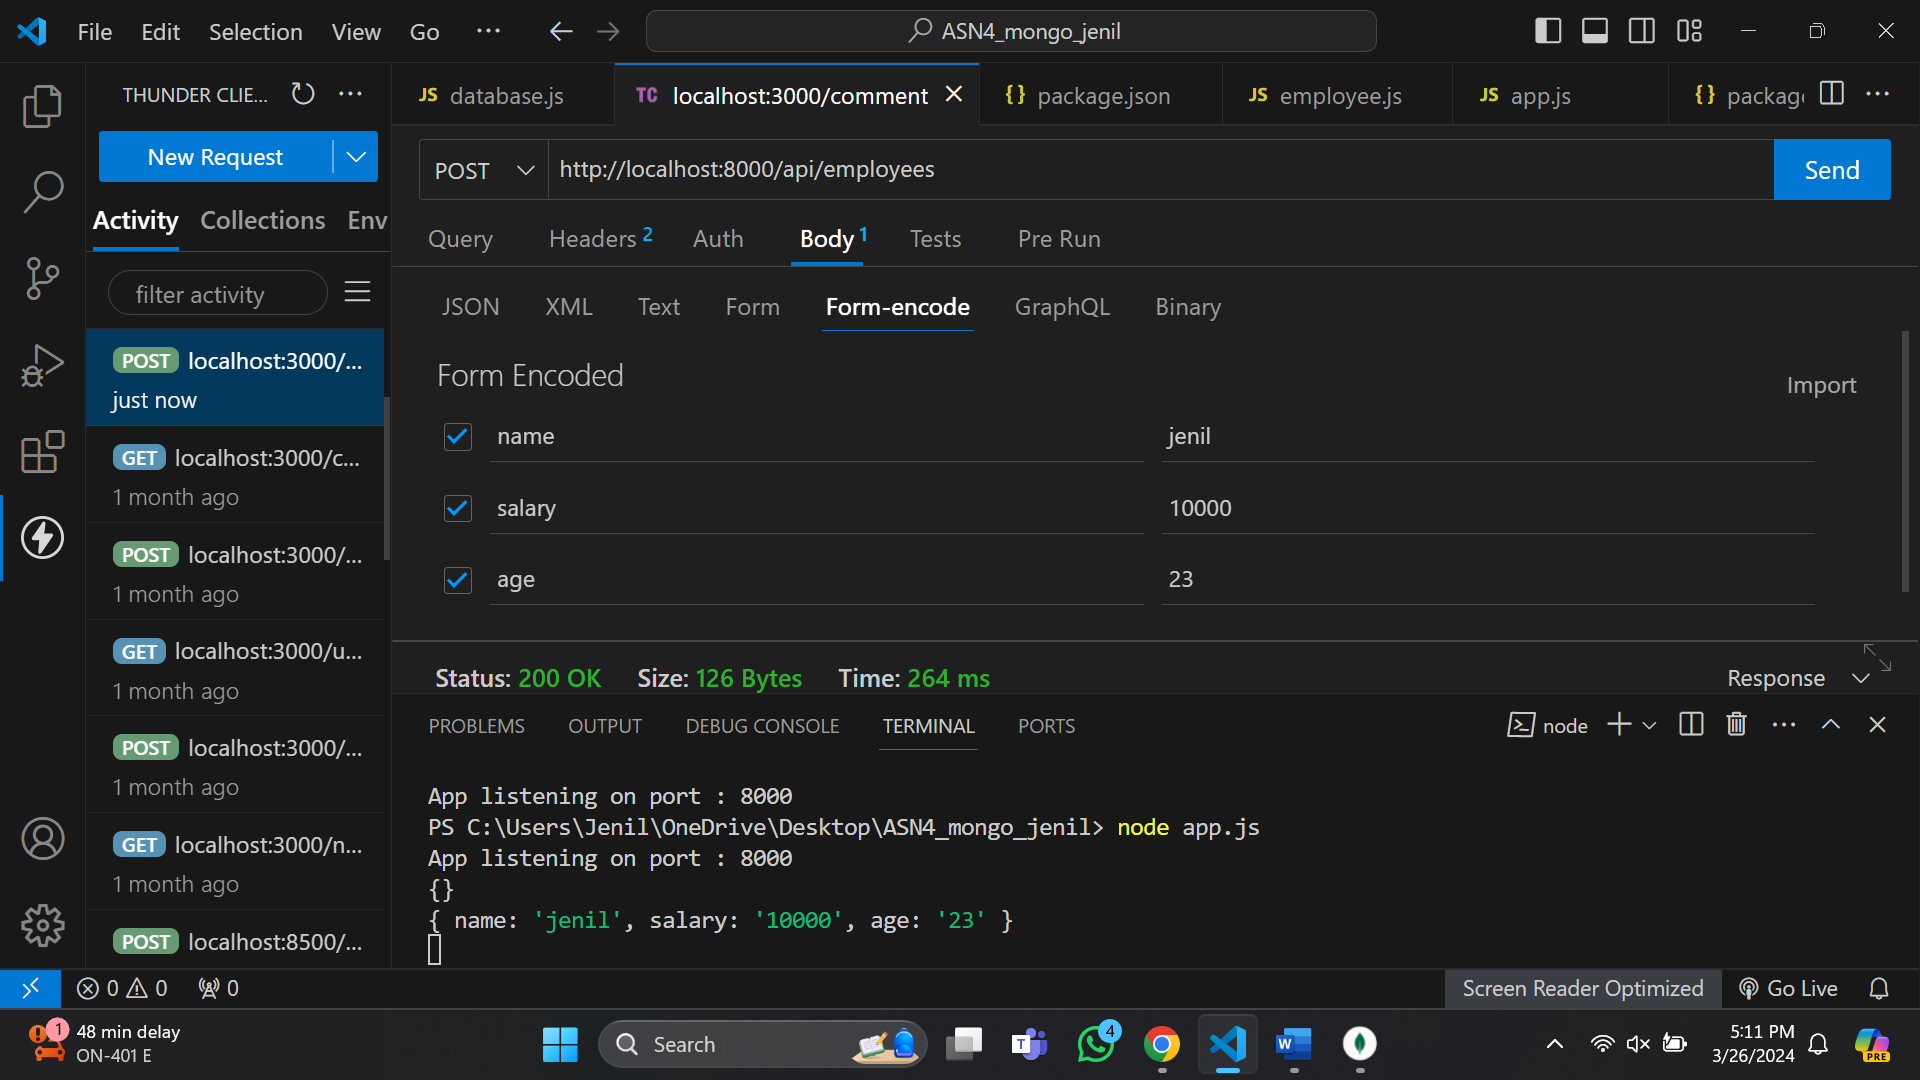 File Edit Selection View Go ··· ASN4_mongo_jenil
THUNDER CLIE... ···
JS database.js TC localhost:3000/comment {} package.json JS employee.js JS app.js {} packag ···
New Request
POST http://localhost:8000/api/employees Send
Activity Collections Env
Query Headers 2 Auth Body 1 Tests Pre Run
filter activity
JSON XML Text Form Form-encode GraphQL Binary
POST localhost:3000/...
just now
GET localhost:3000/c...
1 month ago
POST localhost:3000/...
1 month ago
GET localhost:3000/u...
1 month ago
POST localhost:3000/...
1 month ago
GET localhost:3000/n...
1 month ago
POST localhost:8500/...
Form Encoded
Import
name jenil
salary 10000
age 23
Status: 200 OK Size: 126 Bytes Time: 264 ms Response
PROBLEMS OUTPUT DEBUG CONSOLE TERMINAL PORTS node ···
App listening on port : 8000
PS C:\Users\Jenil\OneDrive\Desktop\ASN4_mongo_jenil> node app.js
App listening on port : 8000
{}
{ name: 'jenil', salary: '10000', age: '23' }
0 0 0 Screen Reader Optimized Go Live
1 48 min delay
ON-401 E
Search
T
4
W
5:11 PM
3/26/2024
PRE